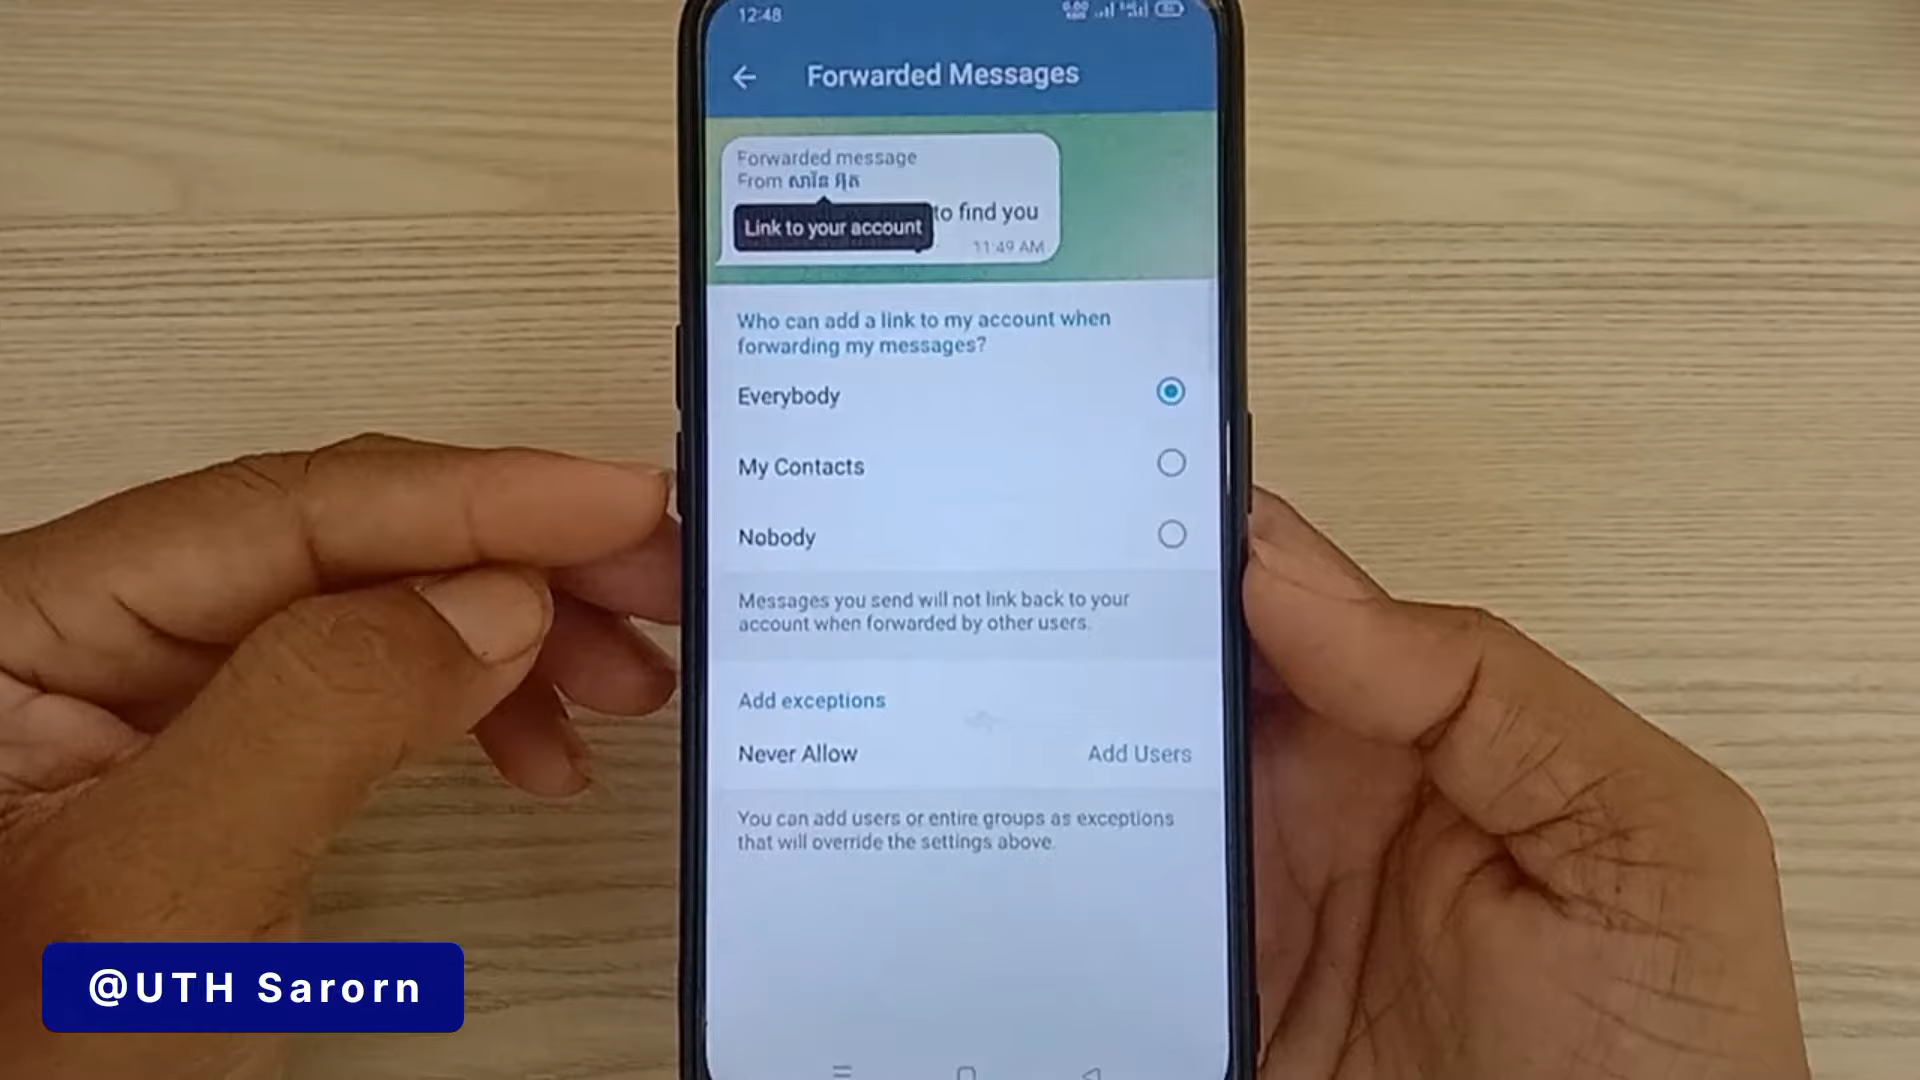 12:48
Forwarded Messages
Forwarded message
From សារ៉ន អ៊ុត
Link to your account
to find you
11:49 AM
Who can add a link to my account when
forwarding my messages?
Everybody
My Contacts
Nobody
Messages you send will not link back to your
account when forwarded by other users.
Add exceptions
Never Allow
Add Users
You can add users or entire groups as exceptions
that will override the settings above.
@UTH Sarorn